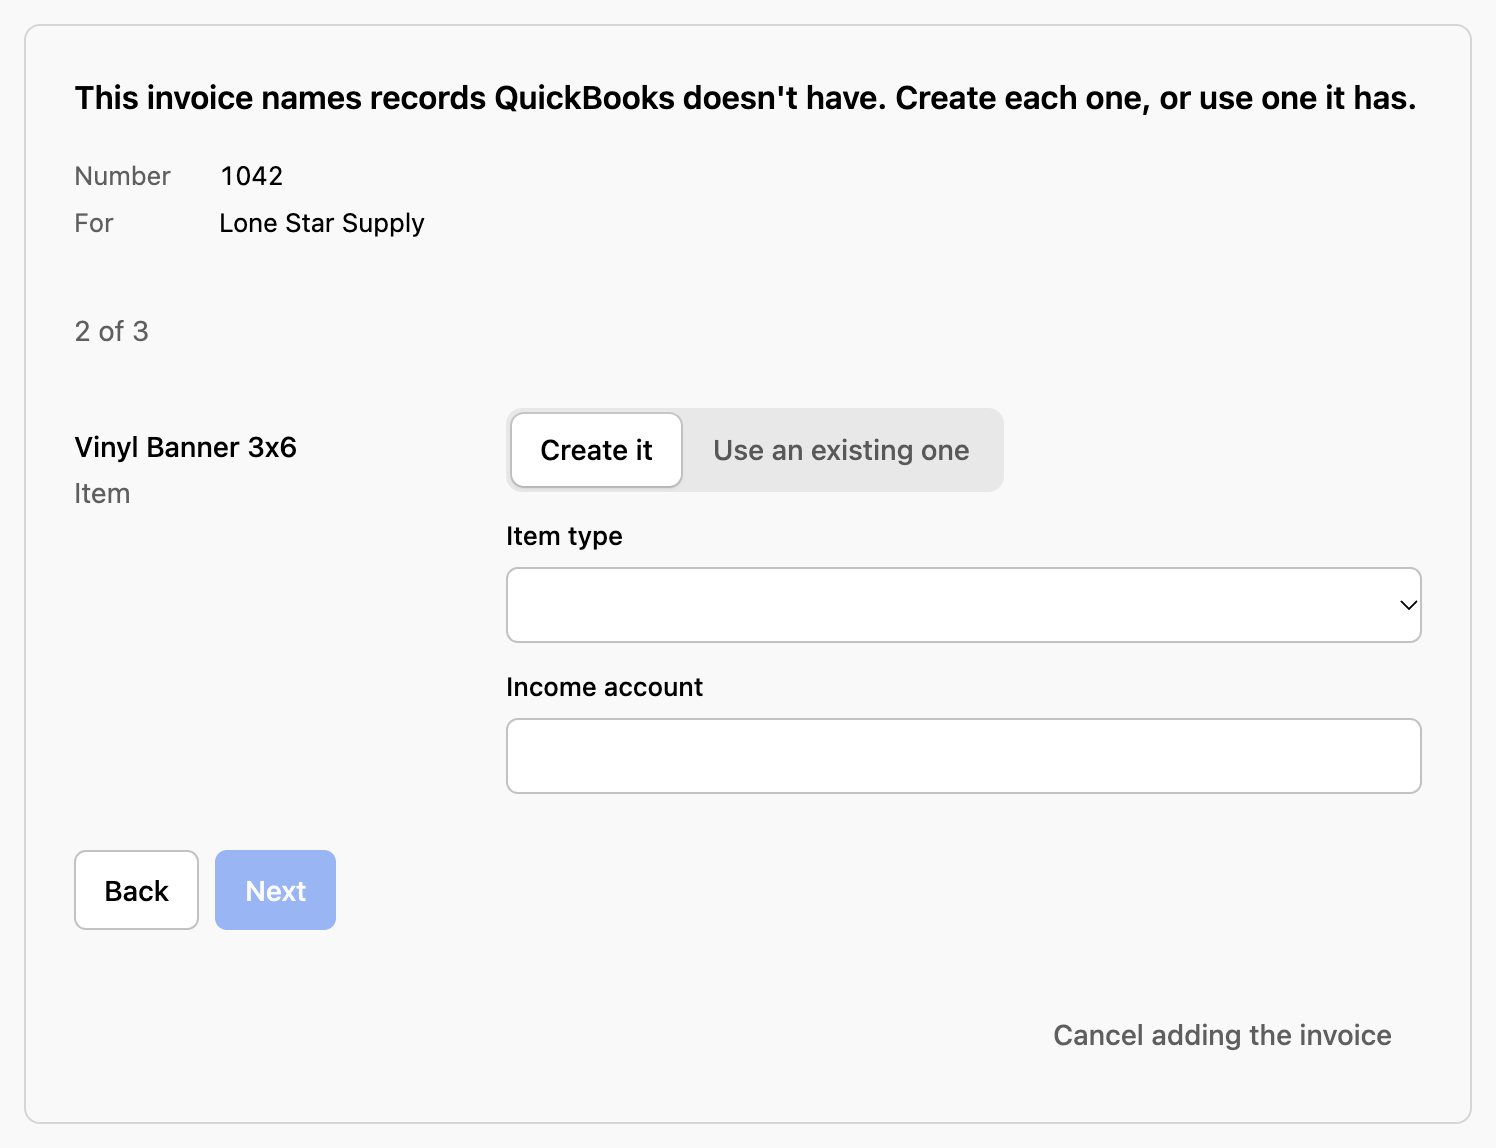 This invoice names records QuickBooks doesn't have. Create each one, or use one it has.
Number 1042
For Lone Star Supply
2 of 3
Vinyl Banner 3x6
Item
Create it Use an existing one
Item type
Income account
Back Next
Cancel adding the invoice